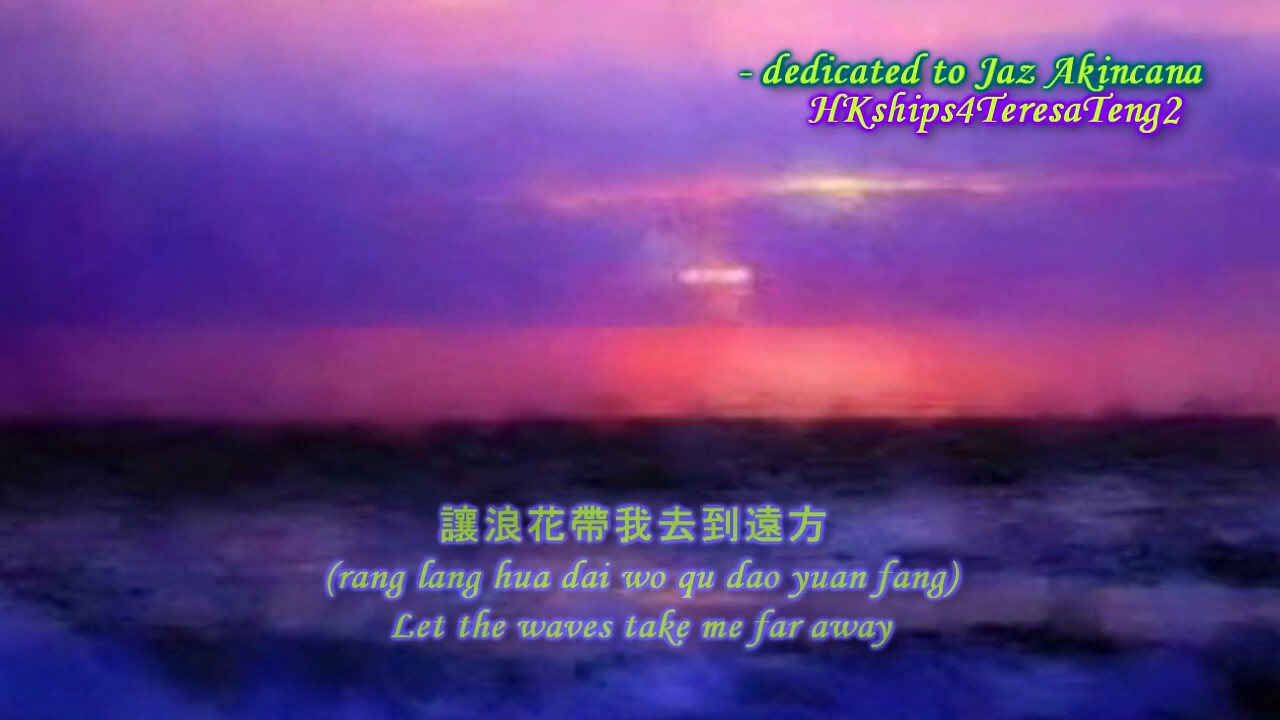 - dedicated to Jaz Akincana
HKships4TeresaTeng2
讓浪花帶我去到遠方
(rang lang hua dai wo qu dao yuan fang)
Let the waves take me far away